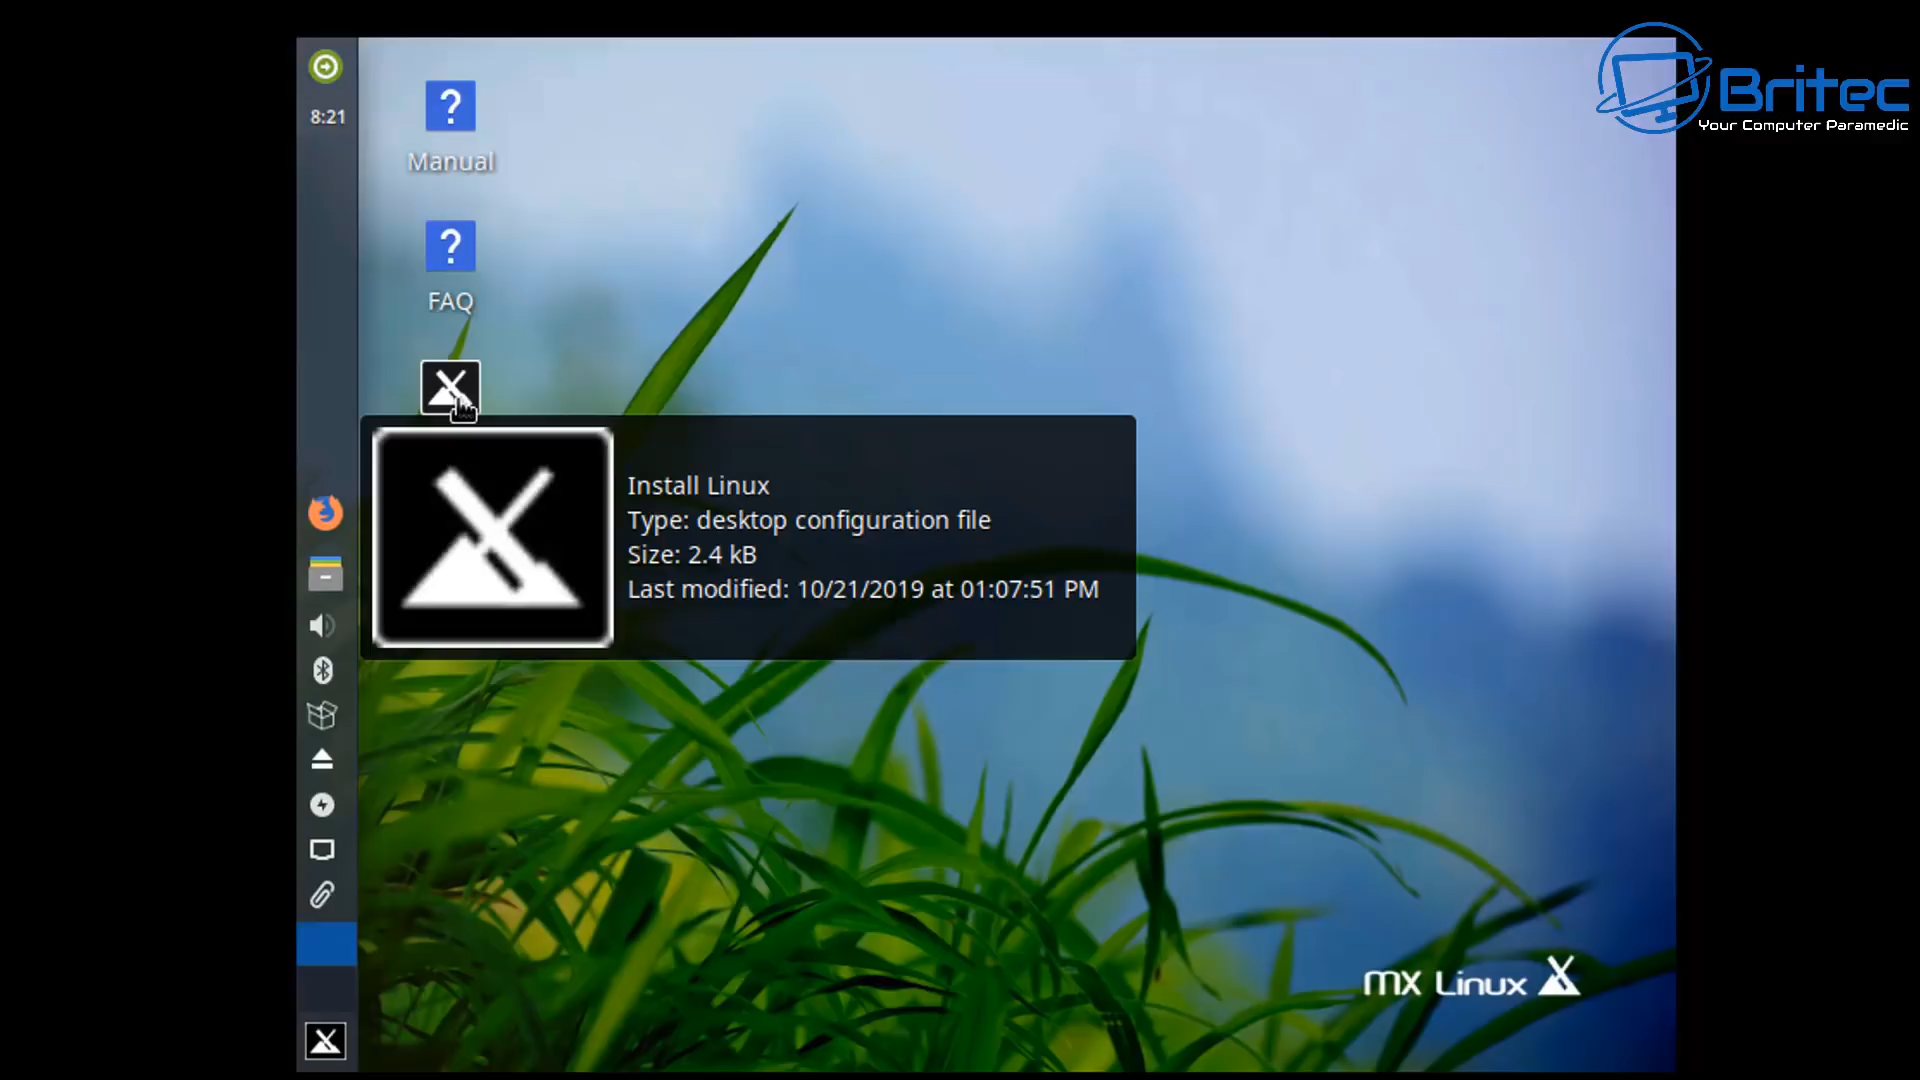 8:21
Manual
FAQ
Install Linux
Type: desktop configuration file
Size: 2.4 kB
Last modified: 10/21/2019 at 01:07:51 PM
Britec
Your Computer Paramedic
mx Linux